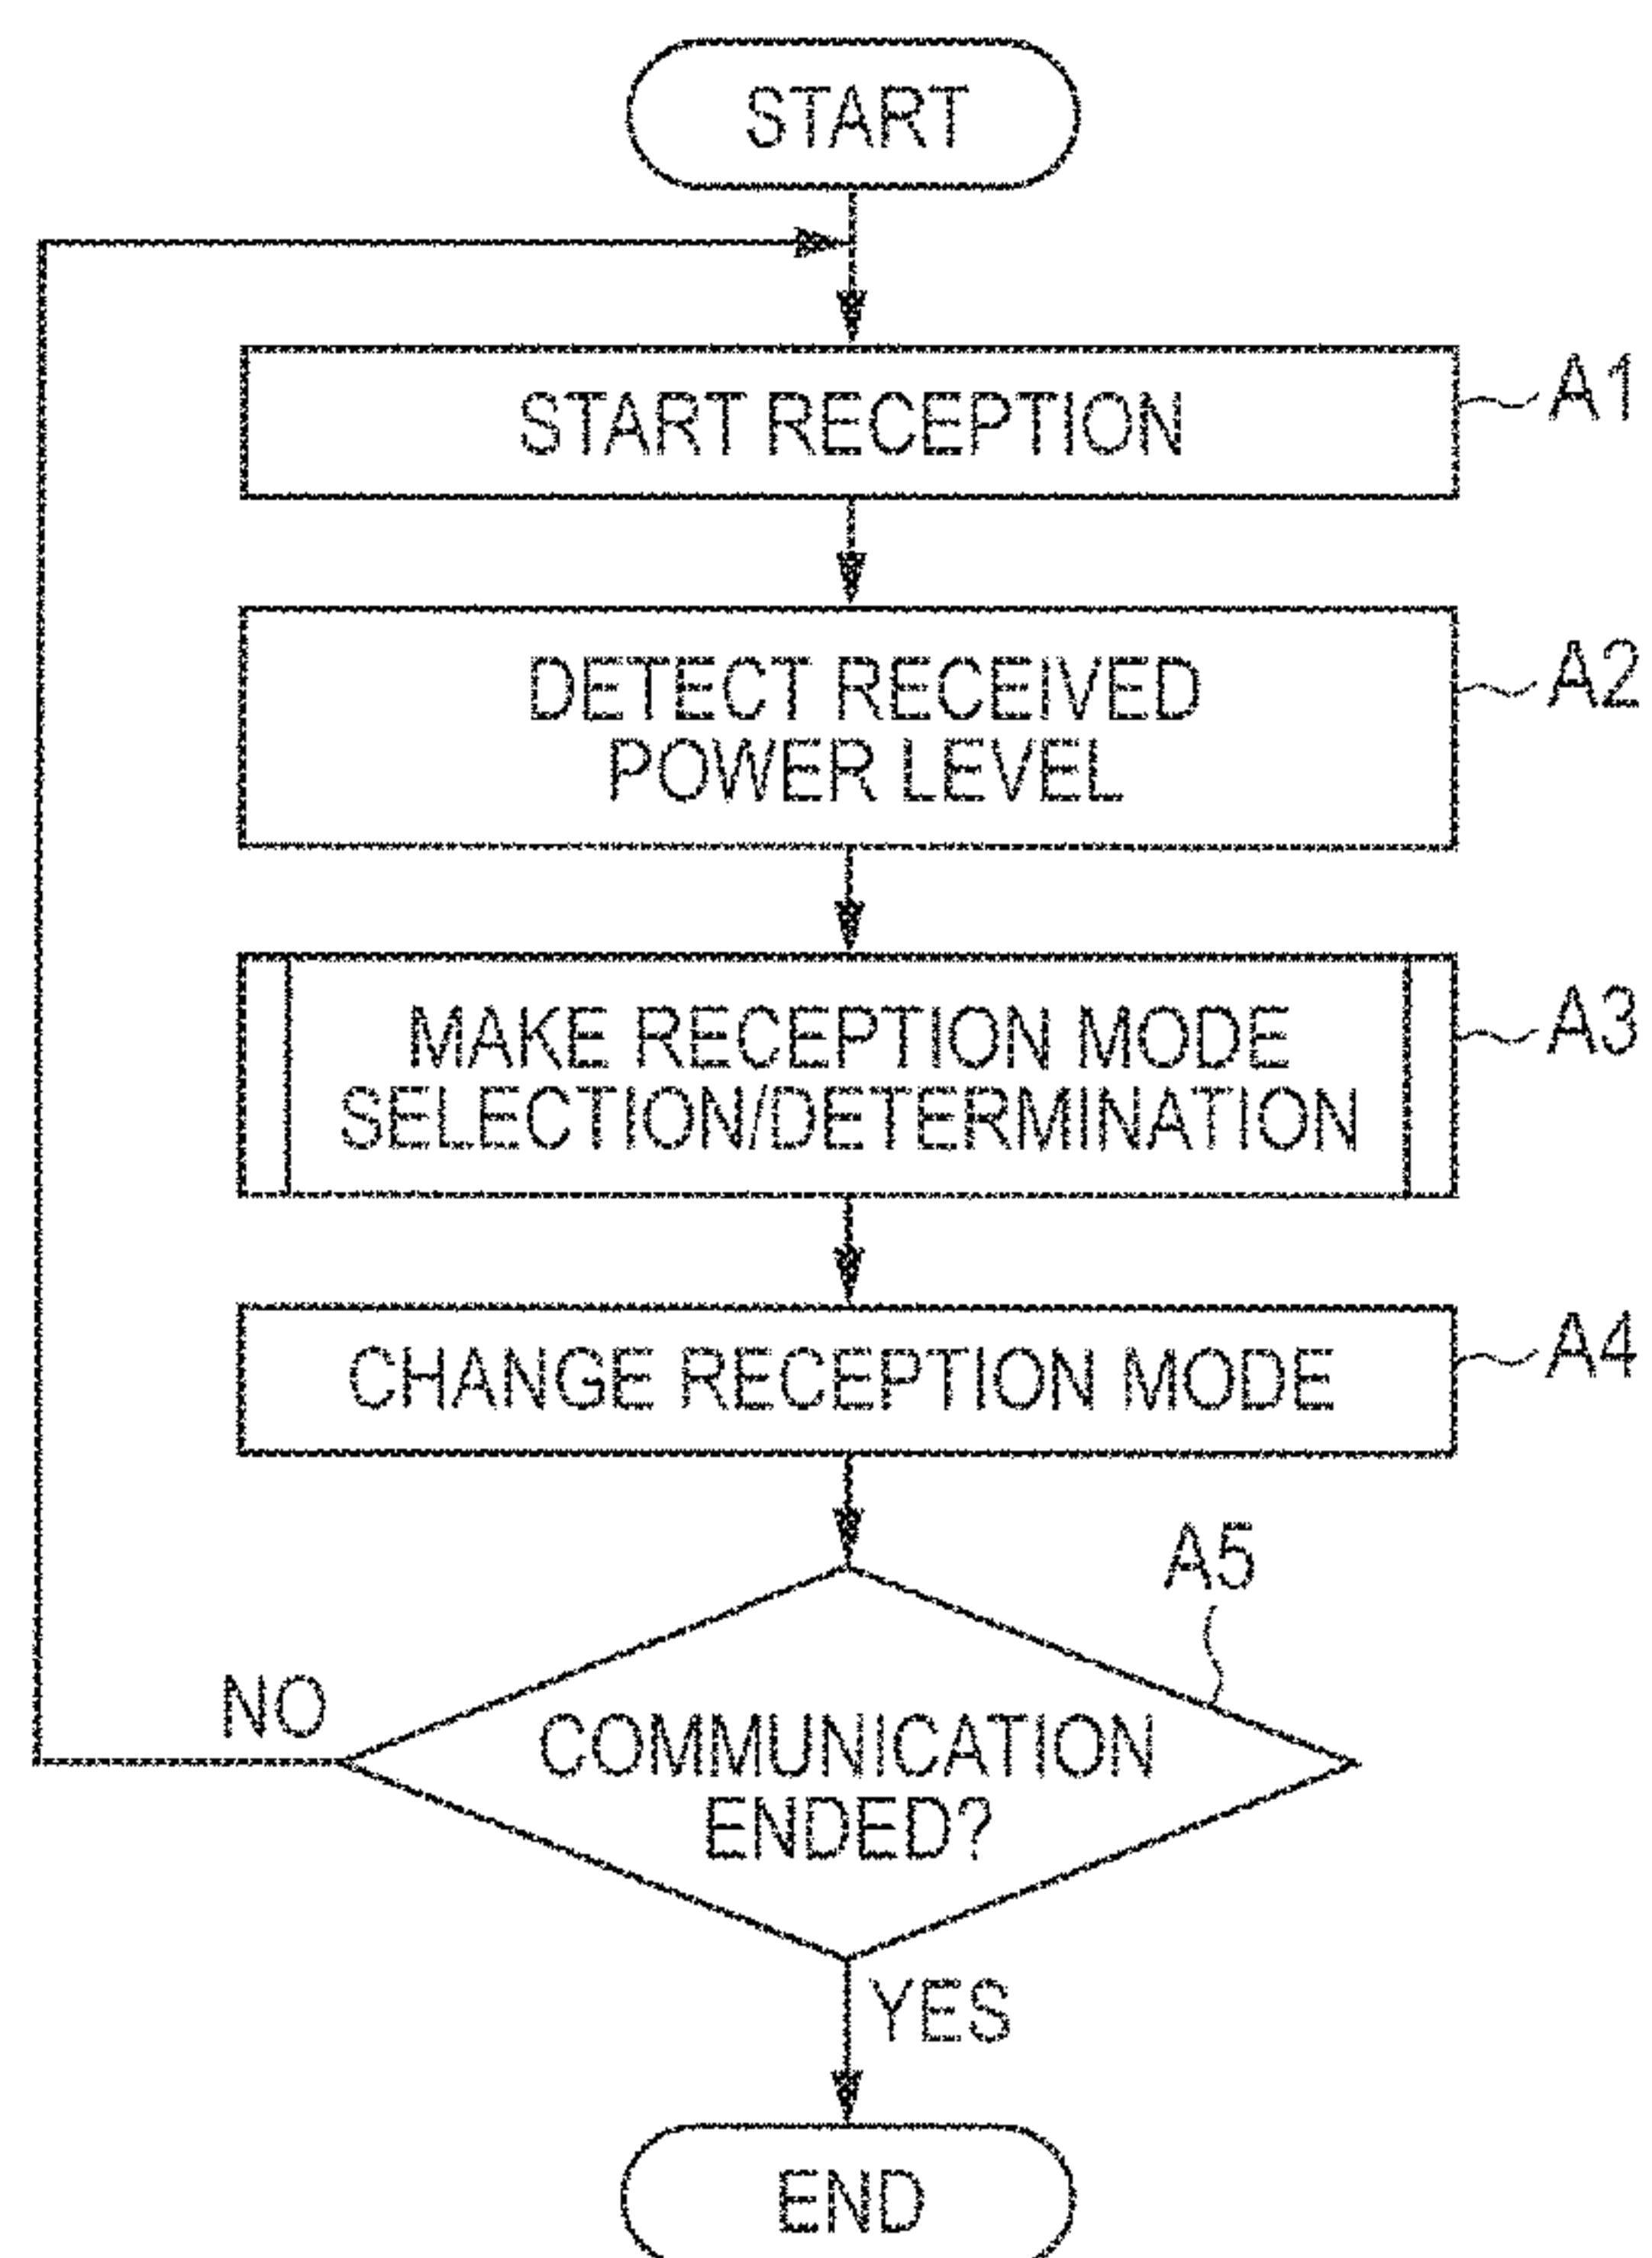 START
START RECEPTION
A1
DETECT RECEIVED
POWER LEVEL
A2
MAKE RECEPTION MODE
SELECTION/DETERMINATION
A3
CHANGE RECEPTION MODE
A4
A5
COMMUNICATION
ENDED?
NO
YES
END